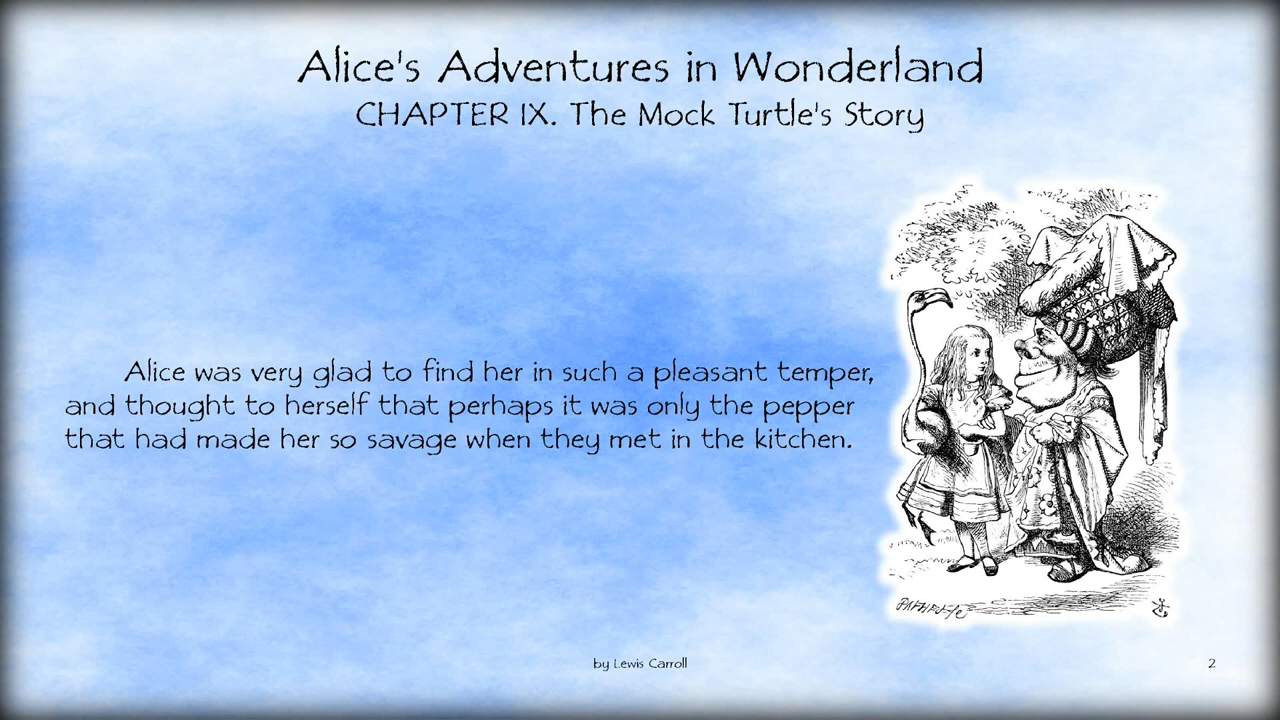 Alice's Adventures in Wonderland
CHAPTER IX. The Mock Turtle's Story
Alice was very glad to find her in such a pleasant temper,
and thought to herself that perhaps it was only the pepper
that had made her so savage when they met in the kitchen.
by Lewis Carroll
2